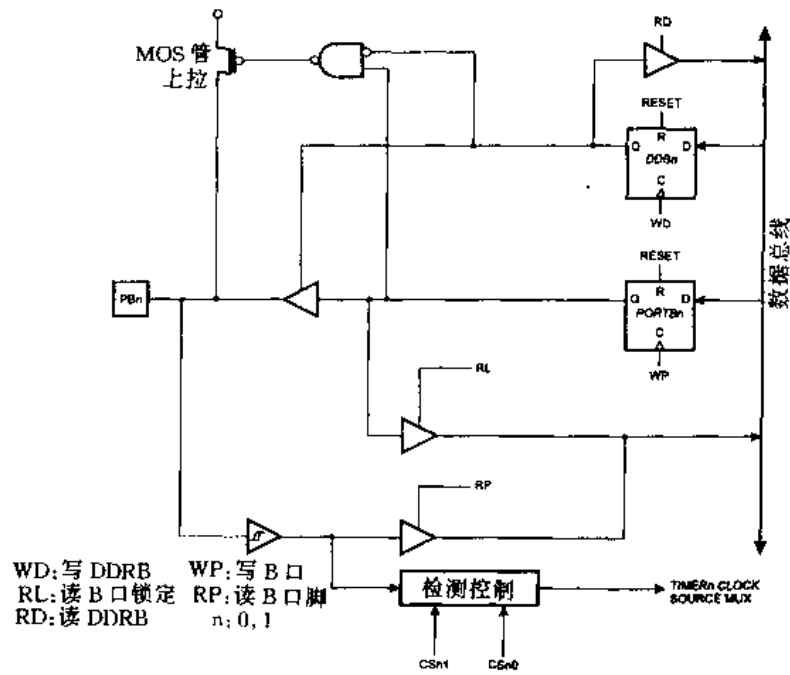 MOS 管
上拉
RD
RESET
R
Q
DDBn
D
C
WD
RESET
R
Q
PORTBn
D
C
WP
数据总线
PBn
RL
RP
WD:写 DDRB WP:写 B 口
RL:读 B 口锁定 RP:读 B 口脚
RD:读 DDRB n:0,1
检测控制
TIMERn CLOCK
SOURCE MUX
CSn1
CSn0